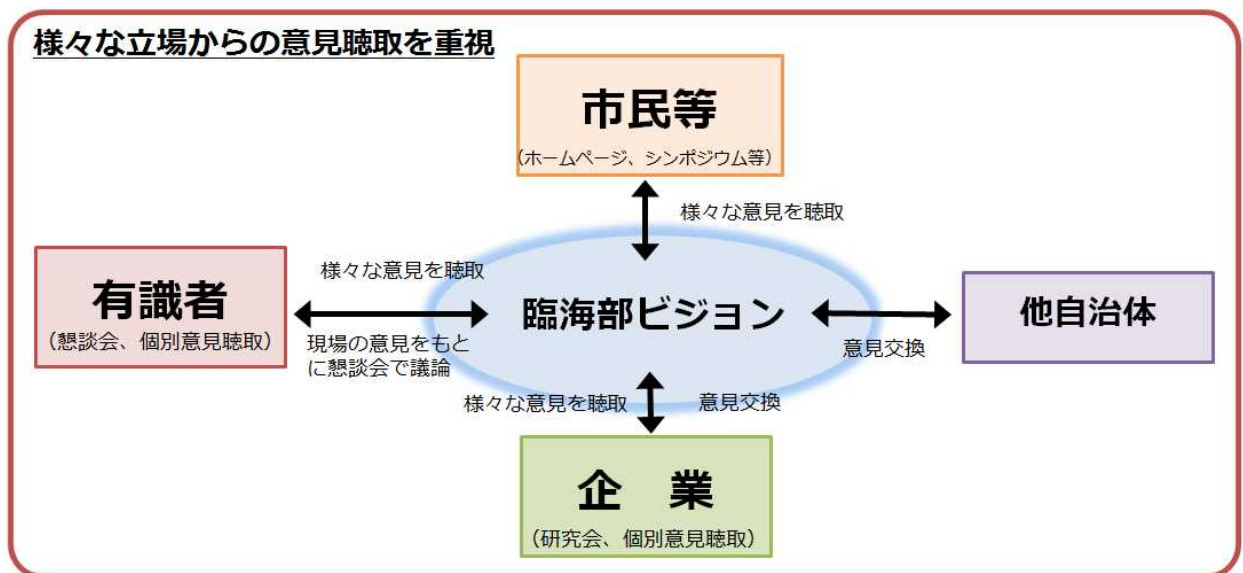 様々な立場からの意見聴取を重視
市民等
（ホームページ、シンポジウム等）
様々な意見を聴取
有識者
（懇談会、個別意見聴取）
様々な意見を聴取
現場の意見をもと
に懇談会で議論
臨海部ビジョン
他自治体
意見交換
様々な意見を聴取
意見交換
企　業
（研究会、個別意見聴取）